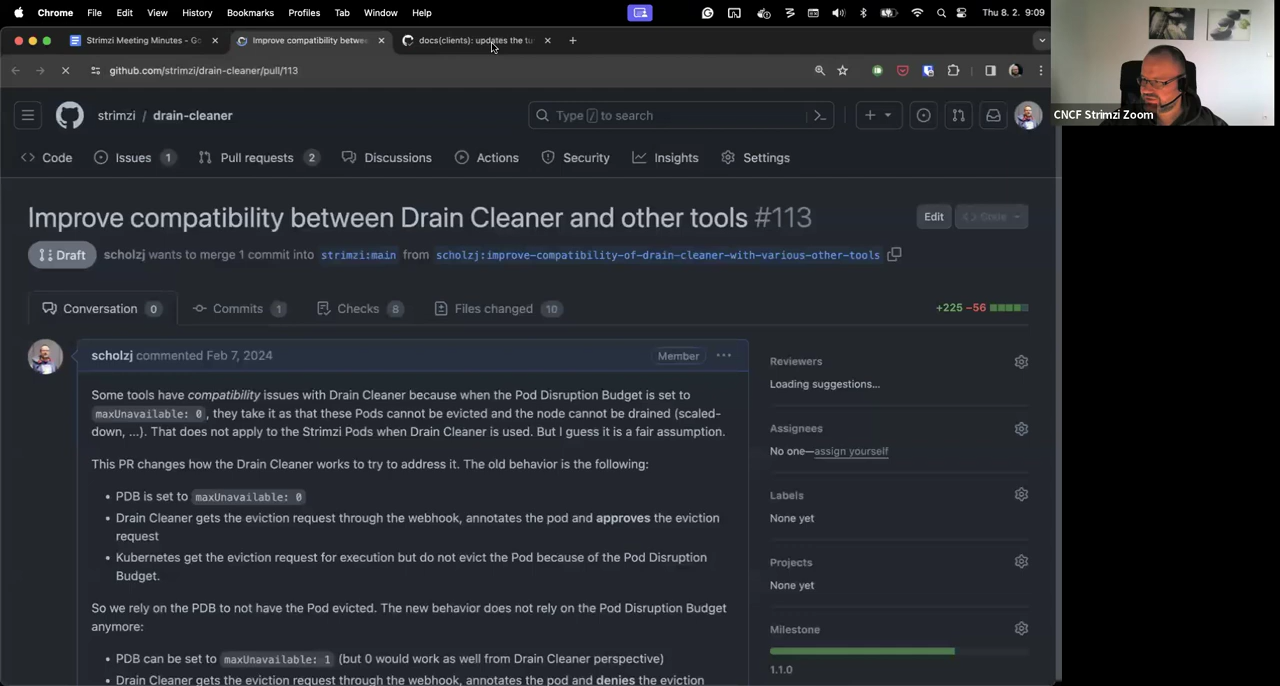 Chrome File Edit View History Bookmarks Profiles Tab Window Help Thu 8. 2. 9:09
Strimzi Meeting Minutes - Go
Improve compatibility betwe
docs(clients): updates the tu
github.com/strimzi/drain-cleaner/pull/113
CNCF Strimzi Zoom
strimzi / drain-cleaner
Type / to search
Code Issues 1 Pull requests 2 Discussions Actions Security Insights Settings
Improve compatibility between Drain Cleaner and other tools #113
Edit <> Code
Draft scholzj wants to merge 1 commit into strimzi:main from scholzj:improve-compatibility-of-drain-cleaner-with-various-other-tools
Conversation 0 Commits 1 Checks 8 Files changed 10 +225 −56
scholzj commented Feb 7, 2024 Member ...
Some tools have compatibility issues with Drain Cleaner because when the Pod Disruption Budget is set to
maxUnavailable: 0, they take it as that these Pods cannot be evicted and the node cannot be drained (scaled-
down, ...). That does not apply to the Strimzi Pods when Drain Cleaner is used. But I guess it is a fair assumption.
This PR changes how the Drain Cleaner works to try to address it. The old behavior is the following:
• PDB is set to maxUnavailable: 0
• Drain Cleaner gets the eviction request through the webhook, annotates the pod and approves the eviction
request
• Kubernetes get the eviction request for execution but do not evict the Pod because of the Pod Disruption
Budget.
So we rely on the PDB to not have the Pod evicted. The new behavior does not rely on the Pod Disruption Budget
anymore:
• PDB can be set to maxUnavailable: 1 (but 0 would work as well from Drain Cleaner perspective)
• Drain Cleaner gets the eviction request through the webhook, annotates the pod and denies the eviction
Reviewers
Loading suggestions...
Assignees
No one—assign yourself
Labels
None yet
Projects
None yet
Milestone
1.1.0